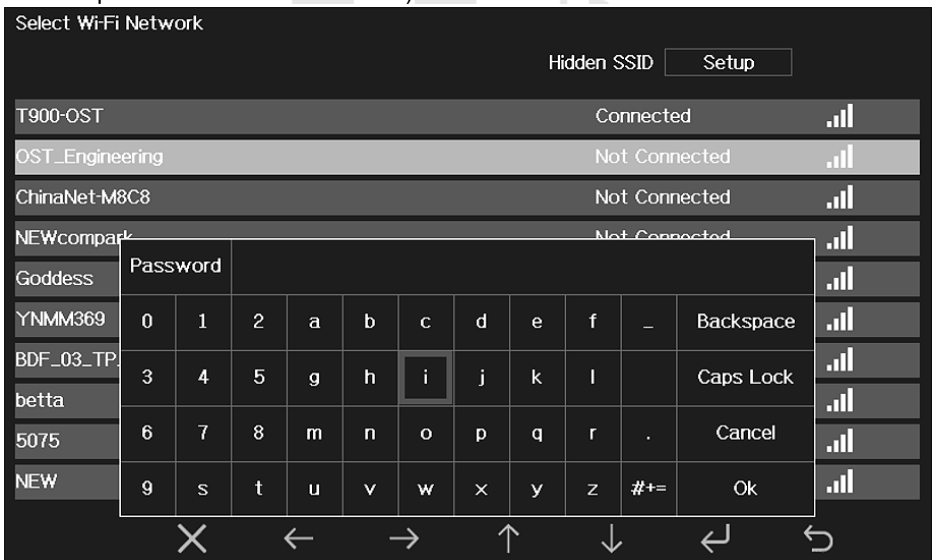 Select Wi-Fi Network
Hidden SSID Setup
T900-OST Connected
OST_Engineering Not Connected
ChinaNet-M8C8 Not Connected
NEWcompark Not Connected
Goddess
YNMM369
BDF_03_TP.
betta
5075
NEW
Password
0 1 2 a b c d e f _ Backspace
3 4 5 g h i j k l Caps Lock
6 7 8 m n o p q r . Cancel
9 s t u v w x y z #+= Ok